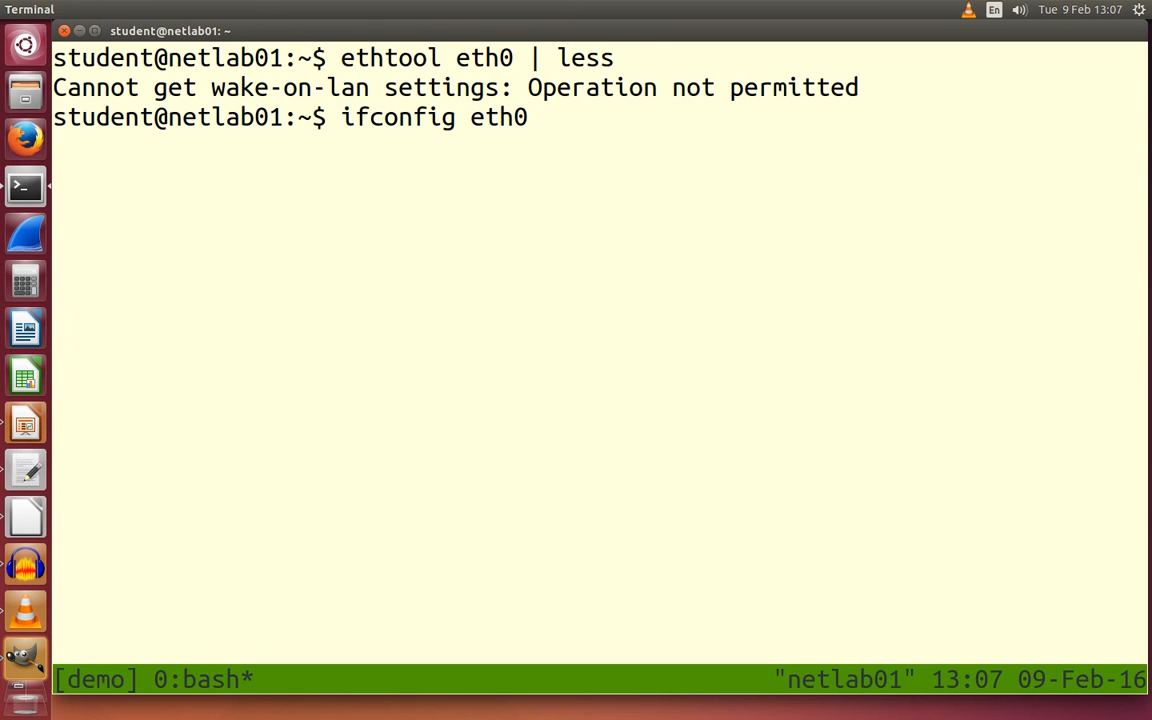 Terminal
En
Tue 9 Feb 13:07
student@netlab01: ~
student@netlab01:~$ ethtool eth0 | less
Cannot get wake-on-lan settings: Operation not permitted
student@netlab01:~$ ifconfig eth0
[demo] 0:bash*
"netlab01" 13:07 09-Feb-16